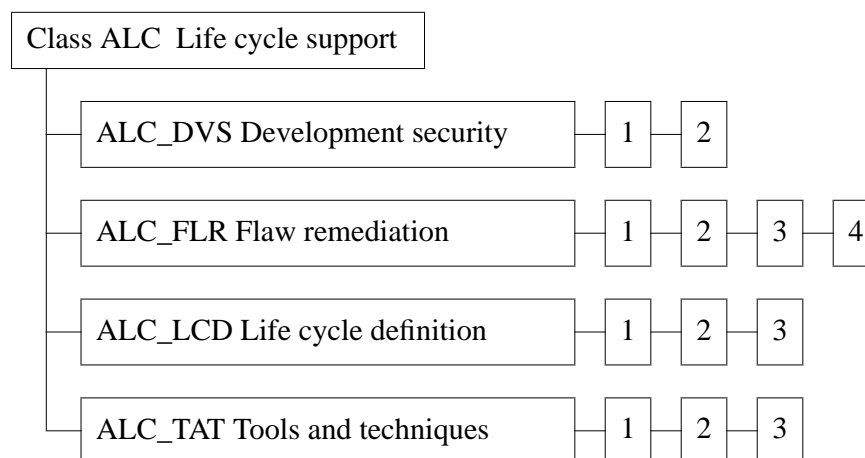 Class ALC  Life cycle support
ALC_DVS Development security 1 2
ALC_FLR Flaw remediation 1 2 3 4
ALC_LCD Life cycle definition 1 2 3
ALC_TAT Tools and techniques 1 2 3